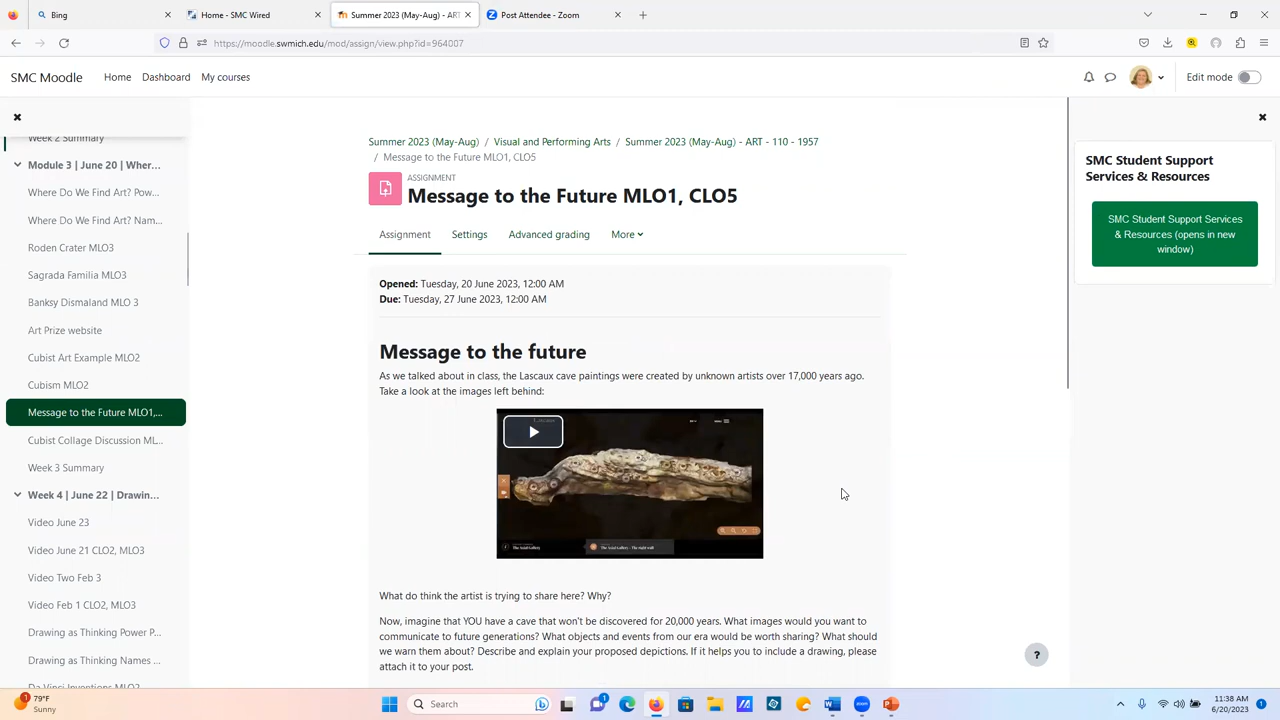 Bing
Home - SMC Wired
Summer 2023 (May-Aug) - ART
Post Attendee - Zoom
https://moodle.swmich.edu/mod/assign/view.php?id=964007
SMC Moodle
Home
Dashboard
My courses
Edit mode
Week 2 Summary
Module 3 | June 20 | Wher...
Where Do We Find Art? Pow...
Where Do We Find Art? Nam...
Roden Crater MLO3
Sagrada Familia MLO3
Banksy Dismaland MLO 3
Art Prize website
Cubist Art Example MLO2
Cubism MLO2
Message to the Future MLO1,...
Cubist Collage Discussion ML...
Week 3 Summary
Week 4 | June 22 | Drawin...
Video June 23
Video June 21 CLO2, MLO3
Video Two Feb 3
Video Feb 1 CLO2, MLO3
Drawing as Thinking Power P...
Drawing as Thinking Names ...
Da Vinci Inventions MLO2
Summer 2023 (May-Aug) / Visual and Performing Arts / Summer 2023 (May-Aug) - ART - 110 - 1957
/ Message to the Future MLO1, CLO5
ASSIGNMENT
Message to the Future MLO1, CLO5
Assignment
Settings
Advanced grading
More
Opened: Tuesday, 20 June 2023, 12:00 AM
Due: Tuesday, 27 June 2023, 12:00 AM
Message to the future
As we talked about in class, the Lascaux cave paintings were created by unknown artists over 17,000 years ago.
Take a look at the images left behind:
What do think the artist is trying to share here? Why?
Now, imagine that YOU have a cave that won't be discovered for 20,000 years. What images would you want to
communicate to future generations? What objects and events from our era would be worth sharing? What should
we warn them about? Describe and explain your proposed depictions. If it helps you to include a drawing, please
attach it to your post.
SMC Student Support
Services & Resources
SMC Student Support Services
& Resources (opens in new
window)
?
1
79°F
Sunny
Search
1
11:38 AM
6/20/2023